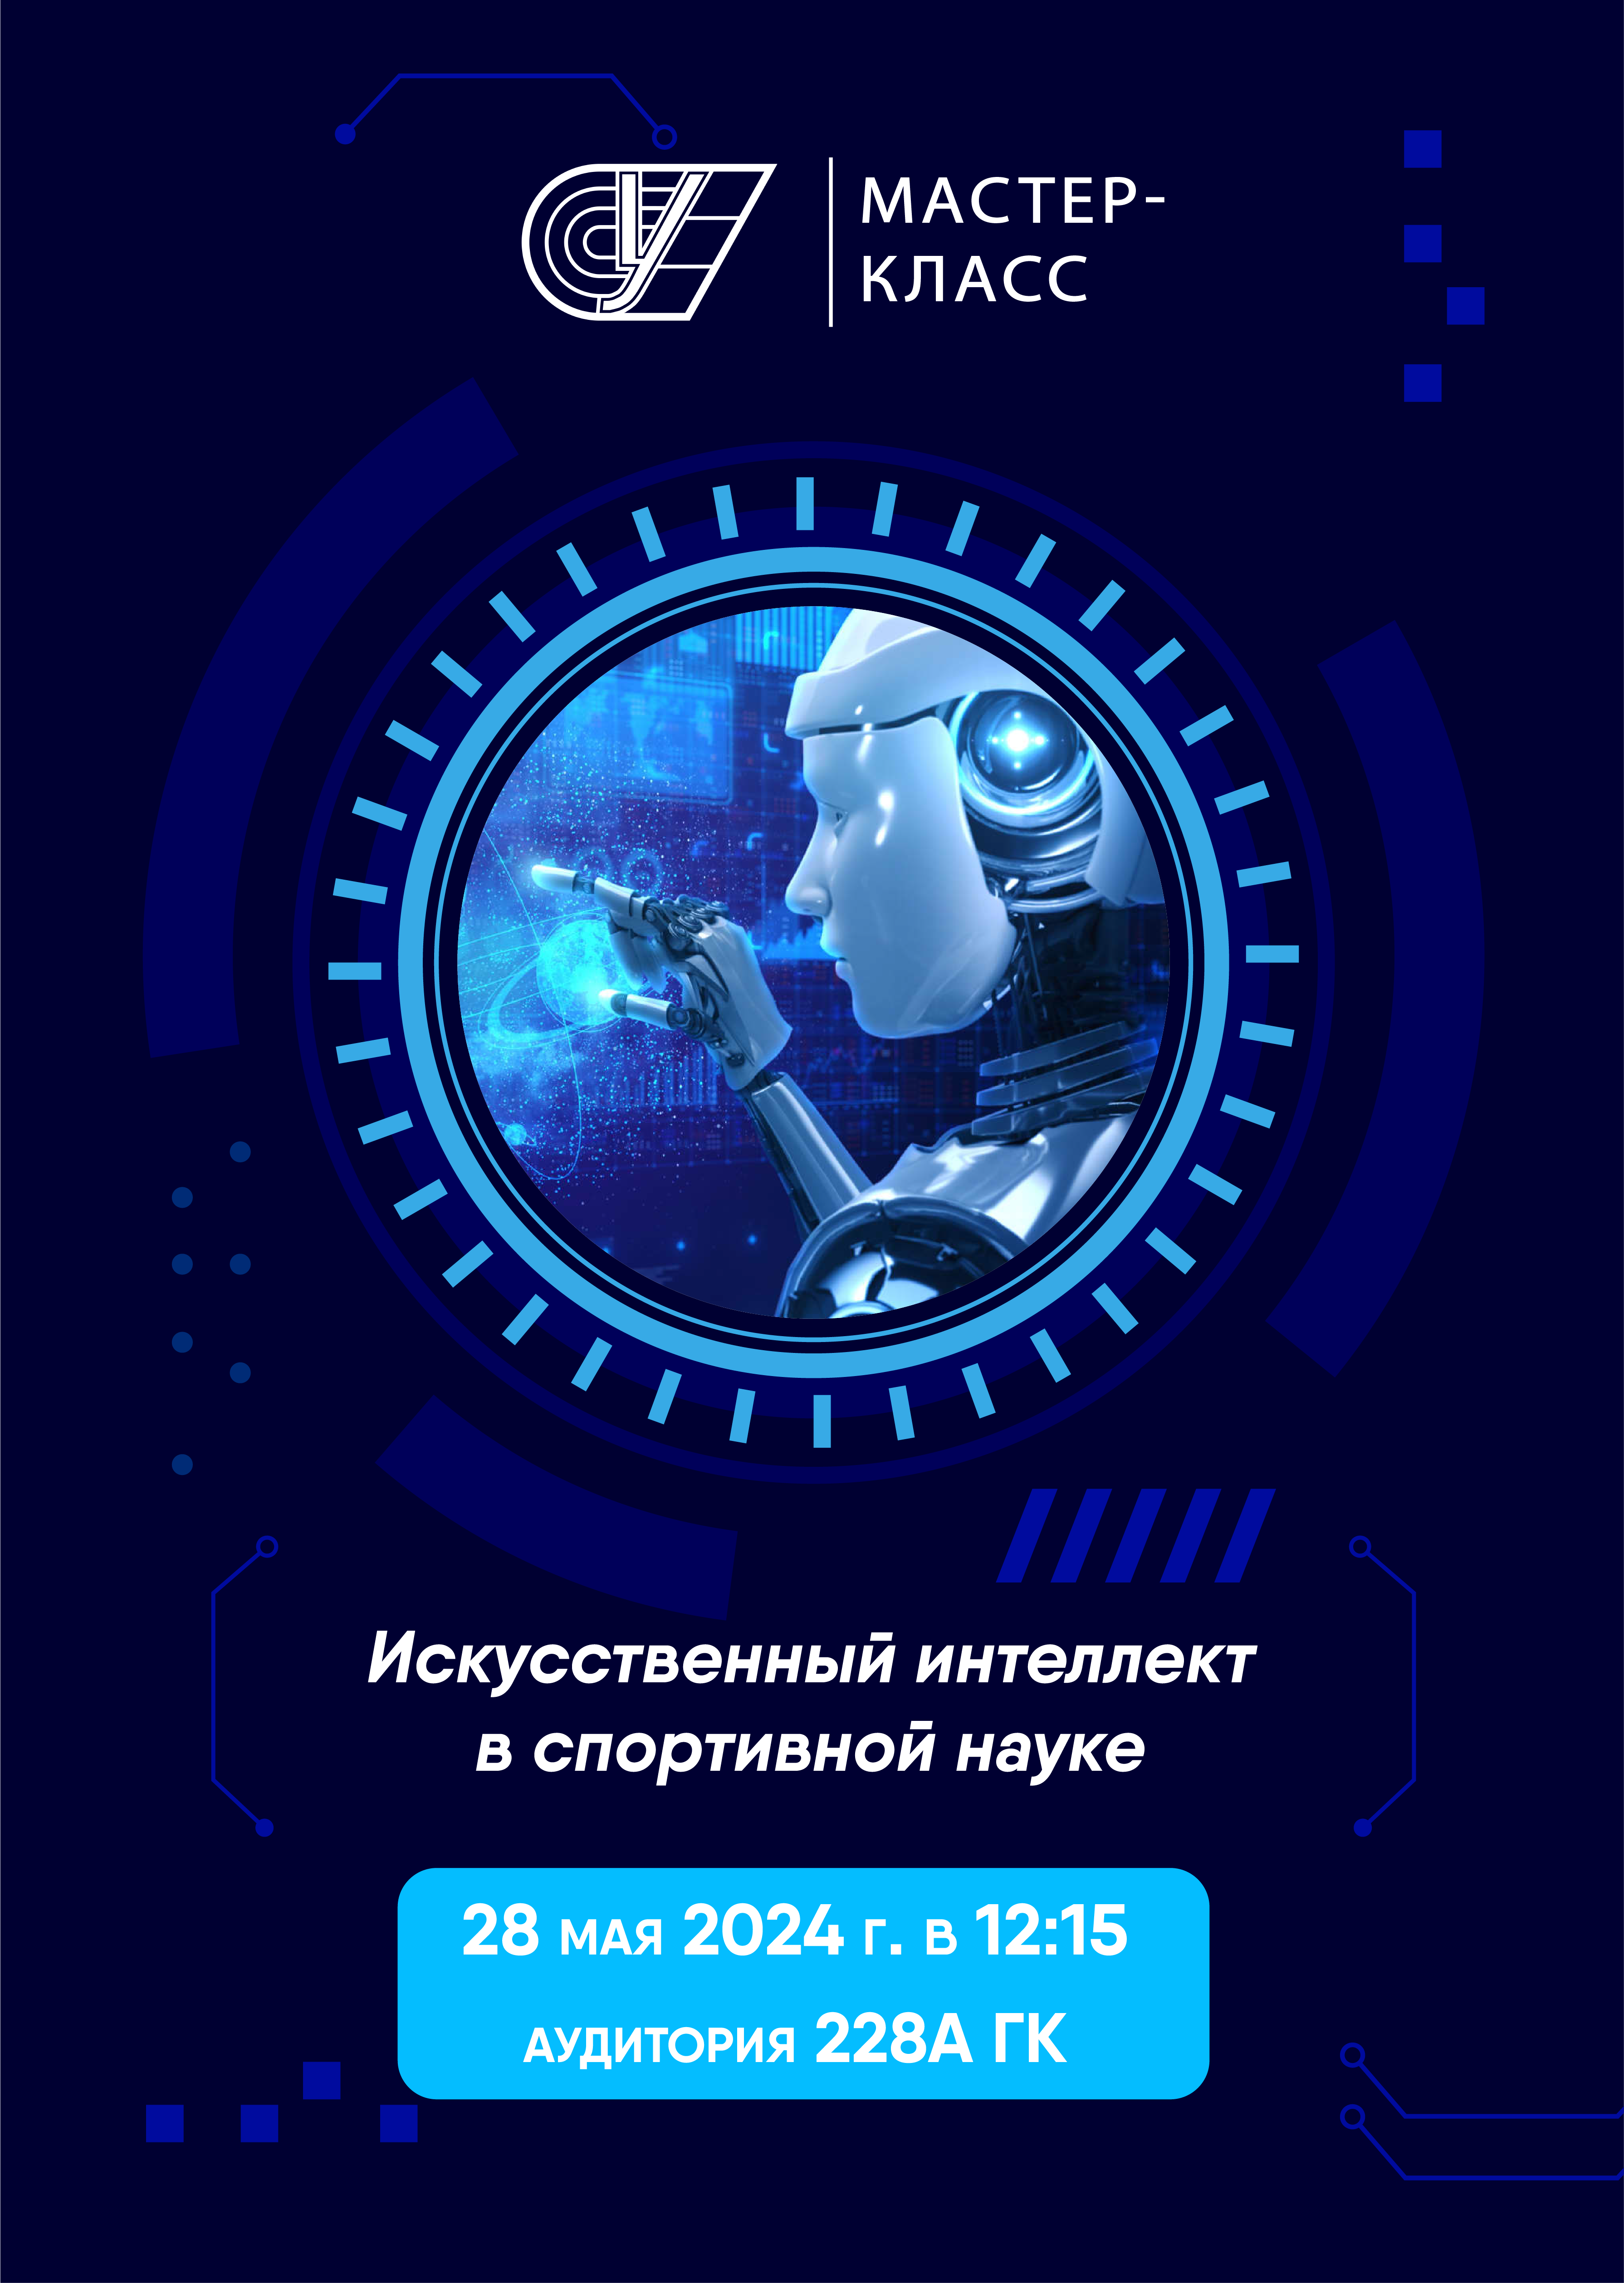 МАСТЕР-
КЛАСС
Искусственный интеллект
в спортивной науке
28 мая 2024 г. в 12:15
аудитория 228А ГК